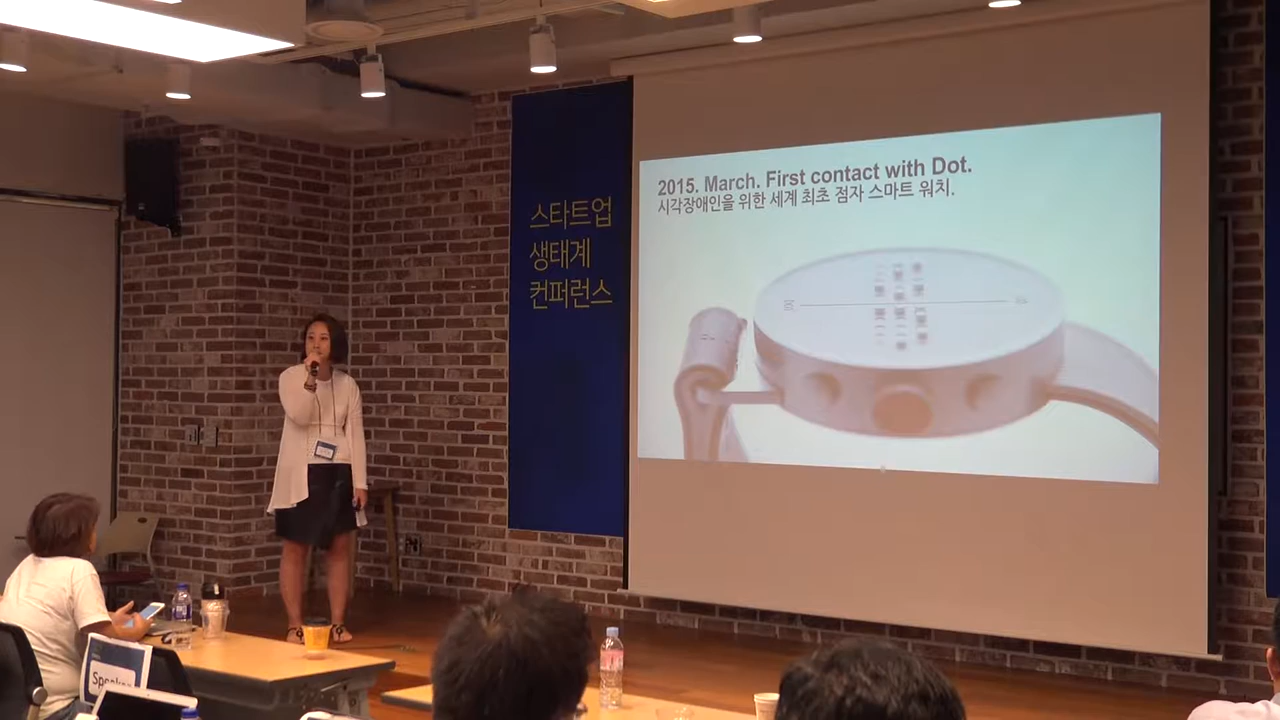 스타트업
생태계
컨퍼런스
2015. March. First contact with Dot.
시각장애인을 위한 세계 최초 점자 스마트 워치.